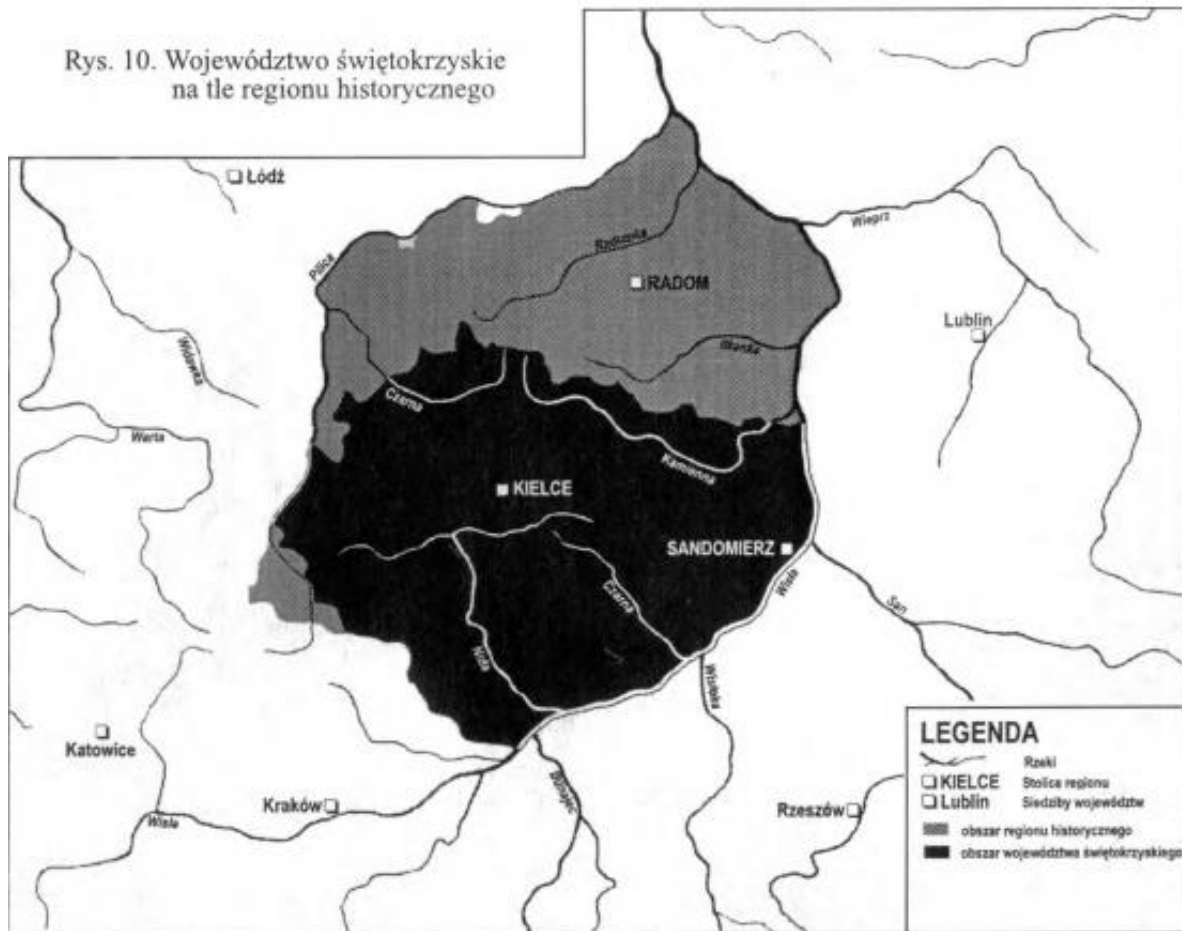 Rys. 10. Województwo świętokrzyskie
na tle regionu historycznego
Łódź
Wieprz
Radomka
Pilica
RADOM
Lublin
Iłżanka
Widawka
Czarna
Warta
Kamienna
KIELCE
SANDOMIERZ
Wisła
Czarna
San
Nida
Wisłoka
Katowice
Dunajec
Kraków
Rzeszów
Wisła
LEGENDA
Rzeki
KIELCE Stolice regionu
Lublin Siedziby województw
obszar regionu historycznego
obszar województwa świętokrzyskiego